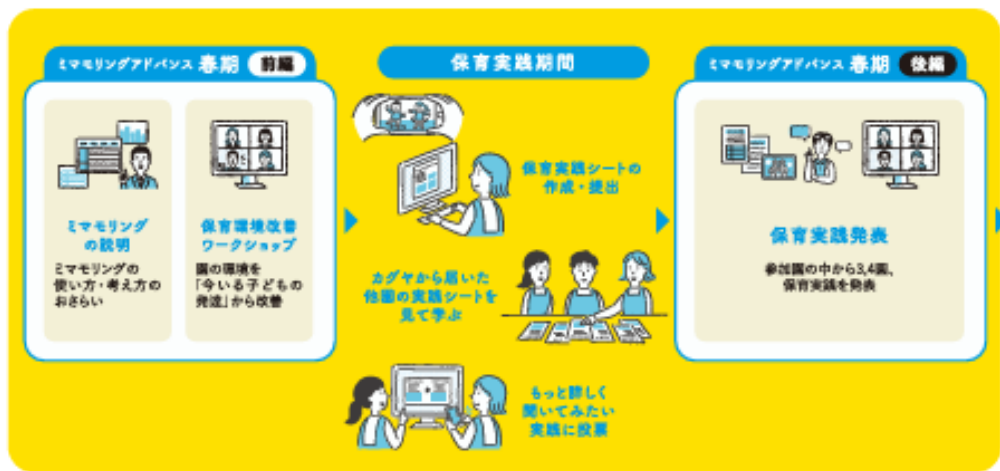 ミマモリングアドバンス 春期 前編
ミマモリング
の説明
ミマモリングの
使い方・考え方の
おさらい
保育環境改善
ワークショップ
園の環境を
「今いる子どもの
発達」から改善
保育実践期間
保育実践シートの
作成・提出
カグヤから届いた
他園の実践シートを
見て学ぶ
もっと詳しく
聞いてみたい
実践に投票
ミマモリングアドバンス 春期 後編
保育実践発表
参加園の中から3,4園、
保育実践を発表